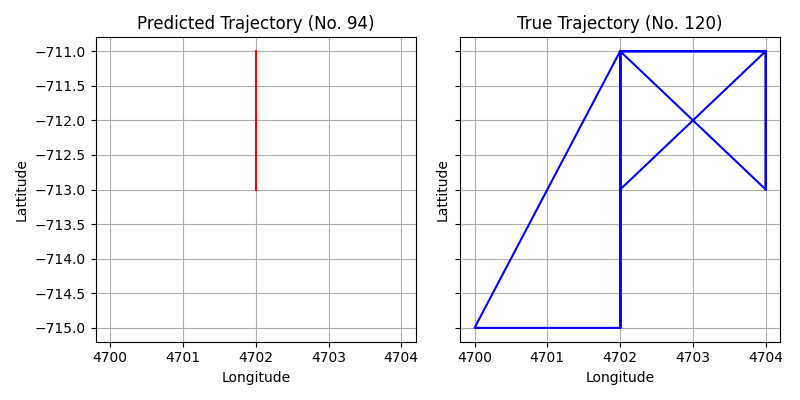 Predicted Trajectory (No. 94)
True Trajectory (No. 120)
Lattitude
−711.0
−711.5
−712.0
−712.5
−713.0
−713.5
−714.0
−714.5
−715.0
4700 4701 4702 4703 4704
Longitude
Lattitude
4700 4701 4702 4703 4704
Longitude